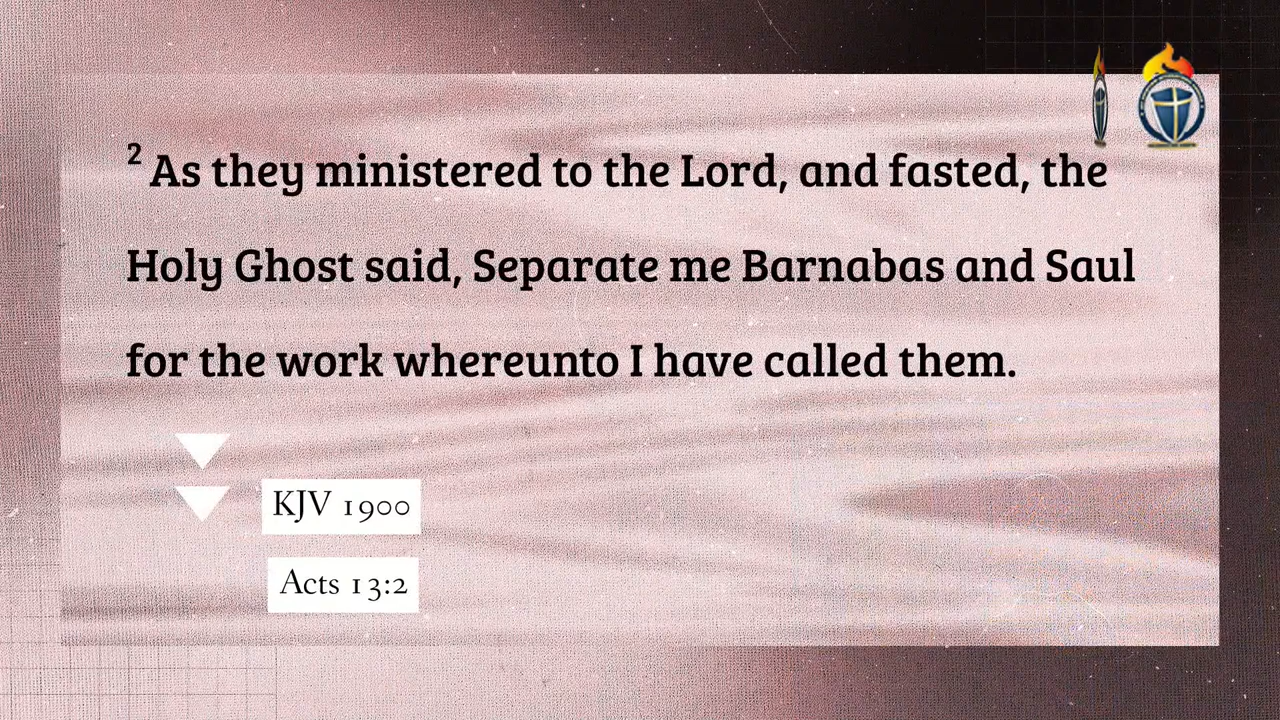 2 As they ministered to the Lord, and fasted, the
Holy Ghost said, Separate me Barnabas and Saul
for the work whereunto I have called them.
KJV 1900
Acts 13:2